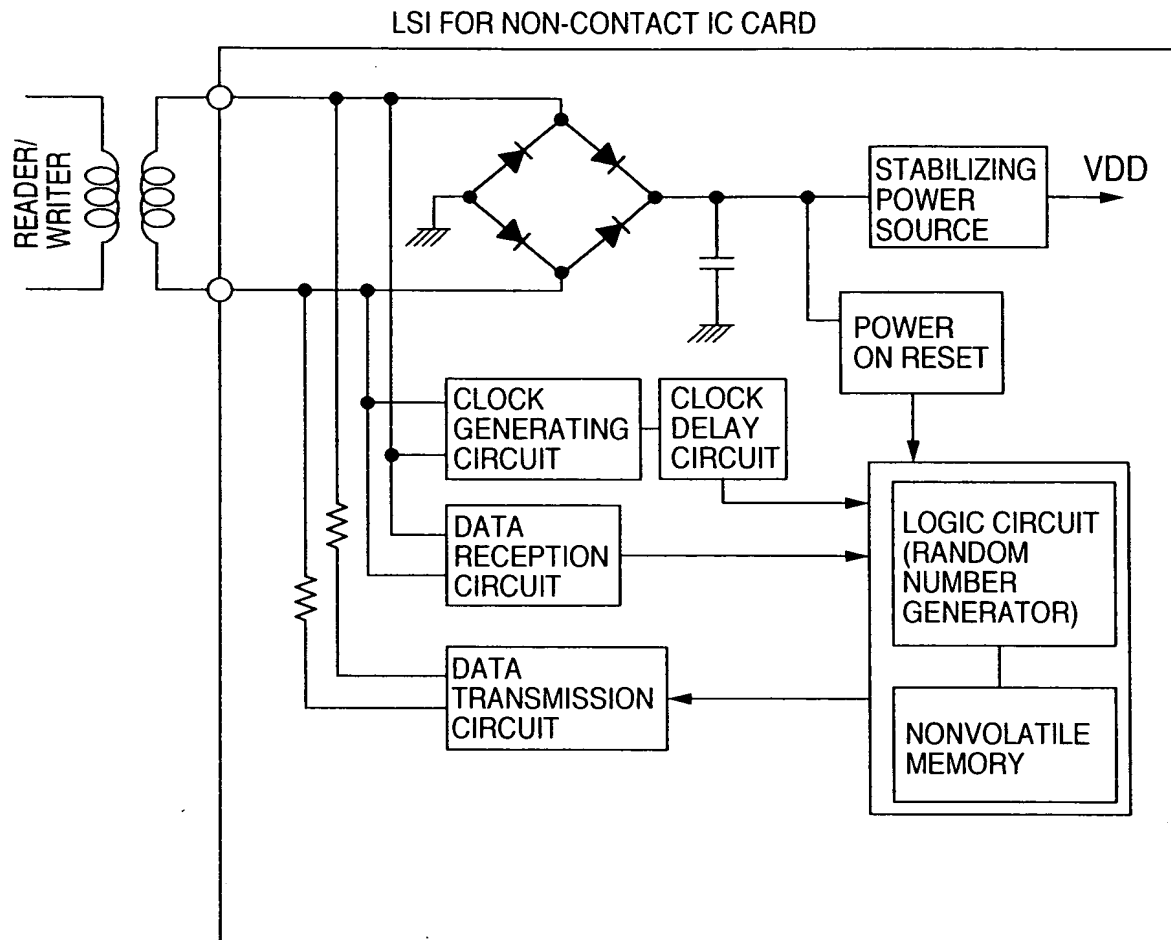 LSI FOR NON-CONTACT IC CARD
READER/
WRITER
STABILIZING
POWER
SOURCE
VDD
POWER
ON RESET
CLOCK
GENERATING
CIRCUIT
CLOCK
DELAY
CIRCUIT
DATA
RECEPTION
CIRCUIT
LOGIC CIRCUIT
(RANDOM
NUMBER
GENERATOR)
DATA
TRANSMISSION
CIRCUIT
NONVOLATILE
MEMORY